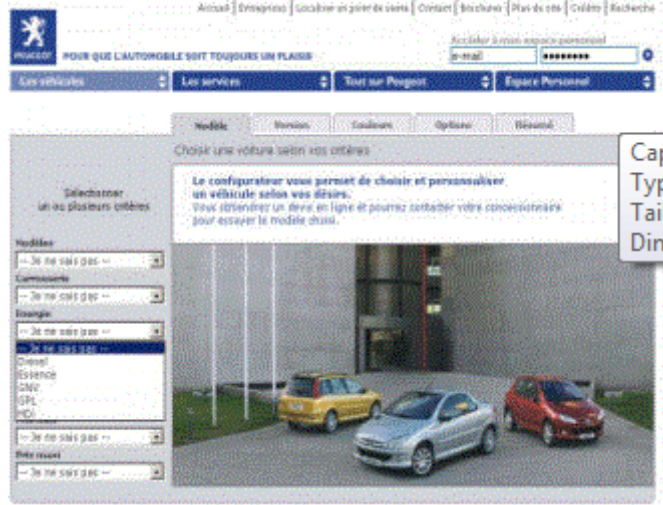 Accueil | Entreprises | Localiser un point de vente | Contact | Brochures | Plan du site | Crédits | Recherche
PEUGEOT POUR QUE L'AUTOMOBILE SOIT TOUJOURS UN PLAISIR
Accéder à mon espace personnel
e-mail
Les véhicules Les services Tout sur Peugeot Espace Personnel
Modèle Version Couleurs Options Résumé
Choisir une voiture selon vos critères
Sélectionner
un ou plusieurs critères
Le configurateur vous permet de choisir et personnaliser
un véhicule selon vos désirs.
Vous obtiendrez un devis en ligne et pourrez contacter votre concessionnaire
pour essayer le modèle choisi.
Cap
Typ
Tai
Din
Modèles
-- Je ne sais pas --
Carrosserie
-- Je ne sais pas --
Energie
-- Je ne sais pas --
-- Je ne sais pas --
Diesel
Essence
GNV
GPL
HDi
-- Je ne sais pas --
Prix maxi
-- Je ne sais pas --